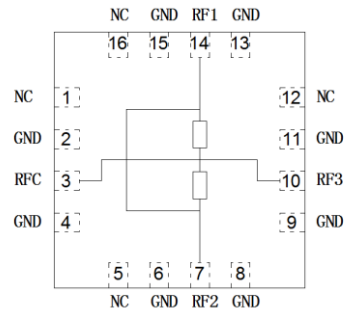 NC GND RF1 GND
16 15 14 13
NC 1 12 NC
GND 2 11 GND
RFC 3 10 RF3
GND 4 9 GND
5 6 7 8
NC GND RF2 GND